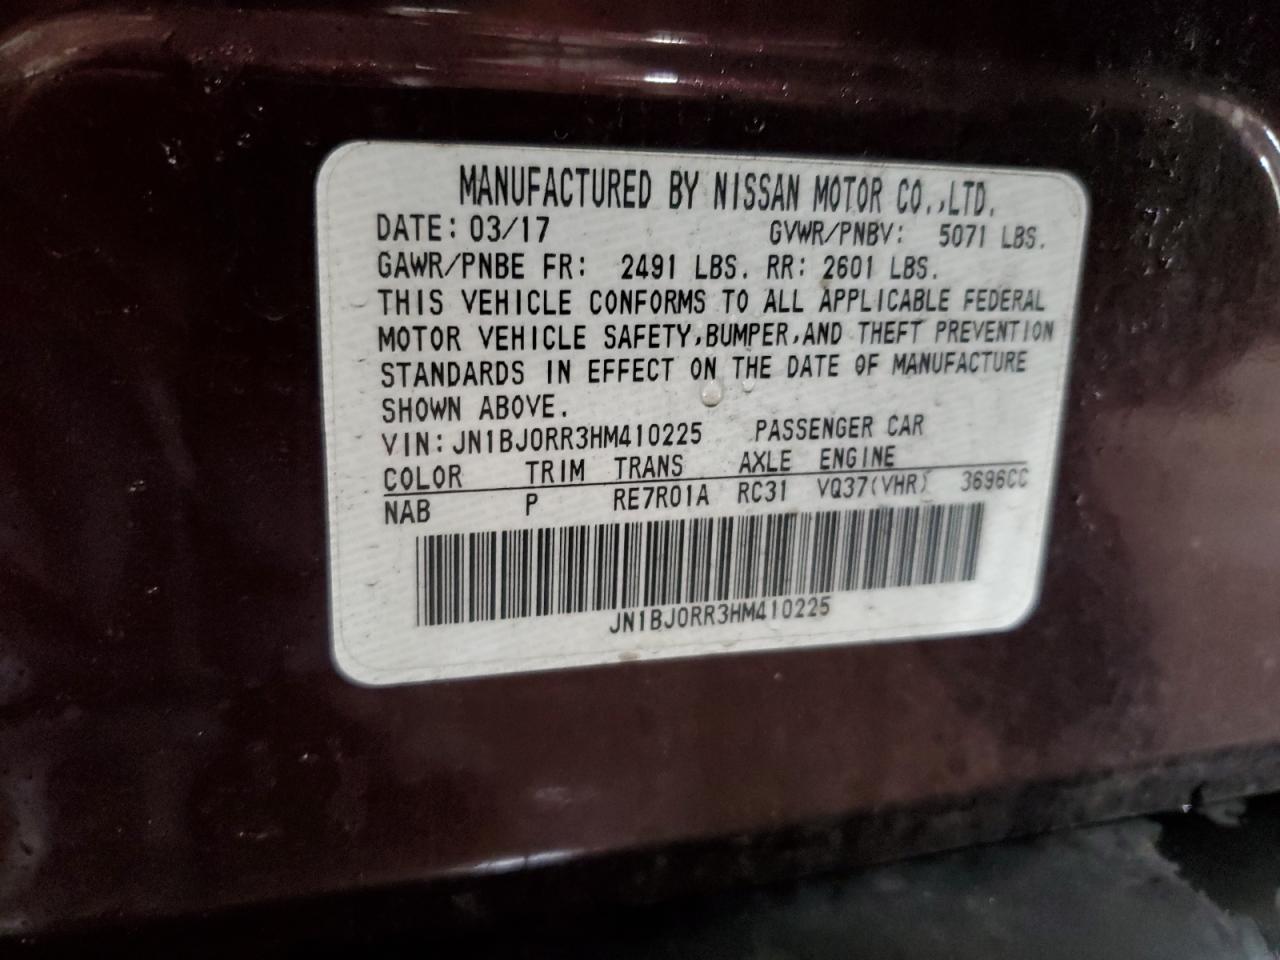 MANUFACTURED BY NISSAN MOTOR CO.,LTD.
DATE: 03/17 GVWR/PNBV: 5071 LBS.
GAWR/PNBE FR: 2491 LBS. RR: 2601 LBS.
THIS VEHICLE CONFORMS TO ALL APPLICABLE FEDERAL
MOTOR VEHICLE SAFETY,BUMPER,AND THEFT PREVENTION
STANDARDS IN EFFECT ON THE DATE OF MANUFACTURE
SHOWN ABOVE.
VIN: JN1BJ0RR3HM410225 PASSENGER CAR
COLOR TRIM TRANS AXLE ENGINE
NAB P RE7R01A RC31 VQ37(VHR) 3696CC
JN1BJ0RR3HM410225